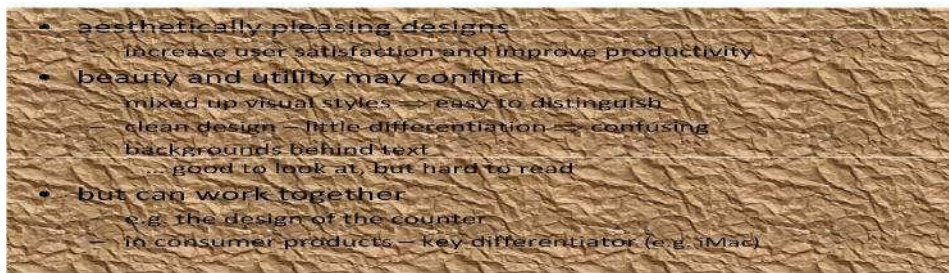 • aesthetically pleasing designs
– increase user satisfaction and improve productivity
• beauty and utility may conflict
– mixed up visual styles => easy to distinguish
– clean design – little differentiation => confusing
– backgrounds behind text
… good to look at, but hard to read
• but can work together
– e.g. the design of the counter
– in consumer products – key differentiator (e.g. iMac)